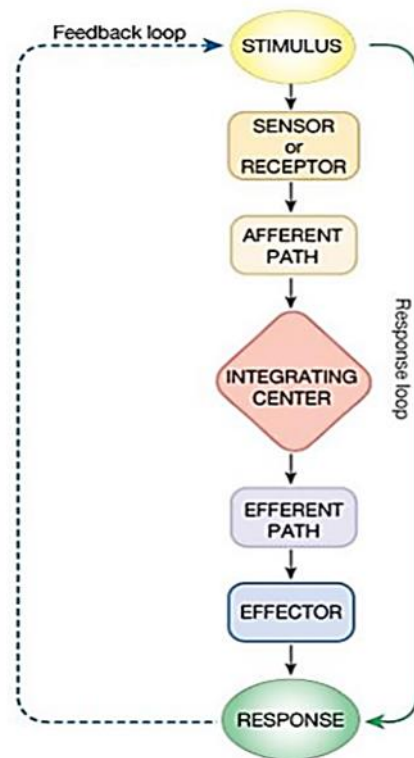 Feedback loop
STIMULUS
SENSOR
or
RECEPTOR
AFFERENT
PATH
INTEGRATING
CENTER
Response loop
EFFERENT
PATH
EFFECTOR
RESPONSE